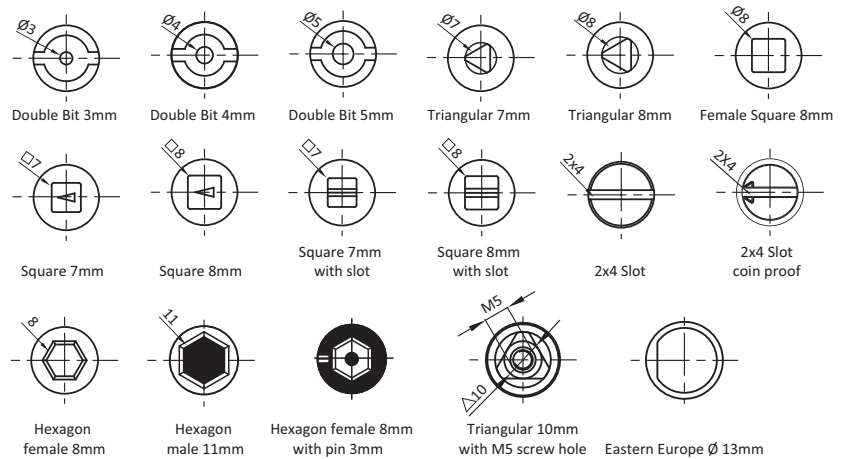 Ø3 Ø4 Ø5 Ø7 Ø8 Ø8
Double Bit 3mm Double Bit 4mm Double Bit 5mm Triangular 7mm Triangular 8mm Female Square 8mm
□7 □8 □7 □8 2x4 2X4
Square 7mm Square 8mm Square 7mm with slot Square 8mm with slot 2x4 Slot 2x4 Slot coin proof
8 11 M5 △10
Hexagon female 8mm Hexagon male 11mm Hexagon female 8mm with pin 3mm Triangular 10mm with M5 screw hole Eastern Europe Ø 13mm